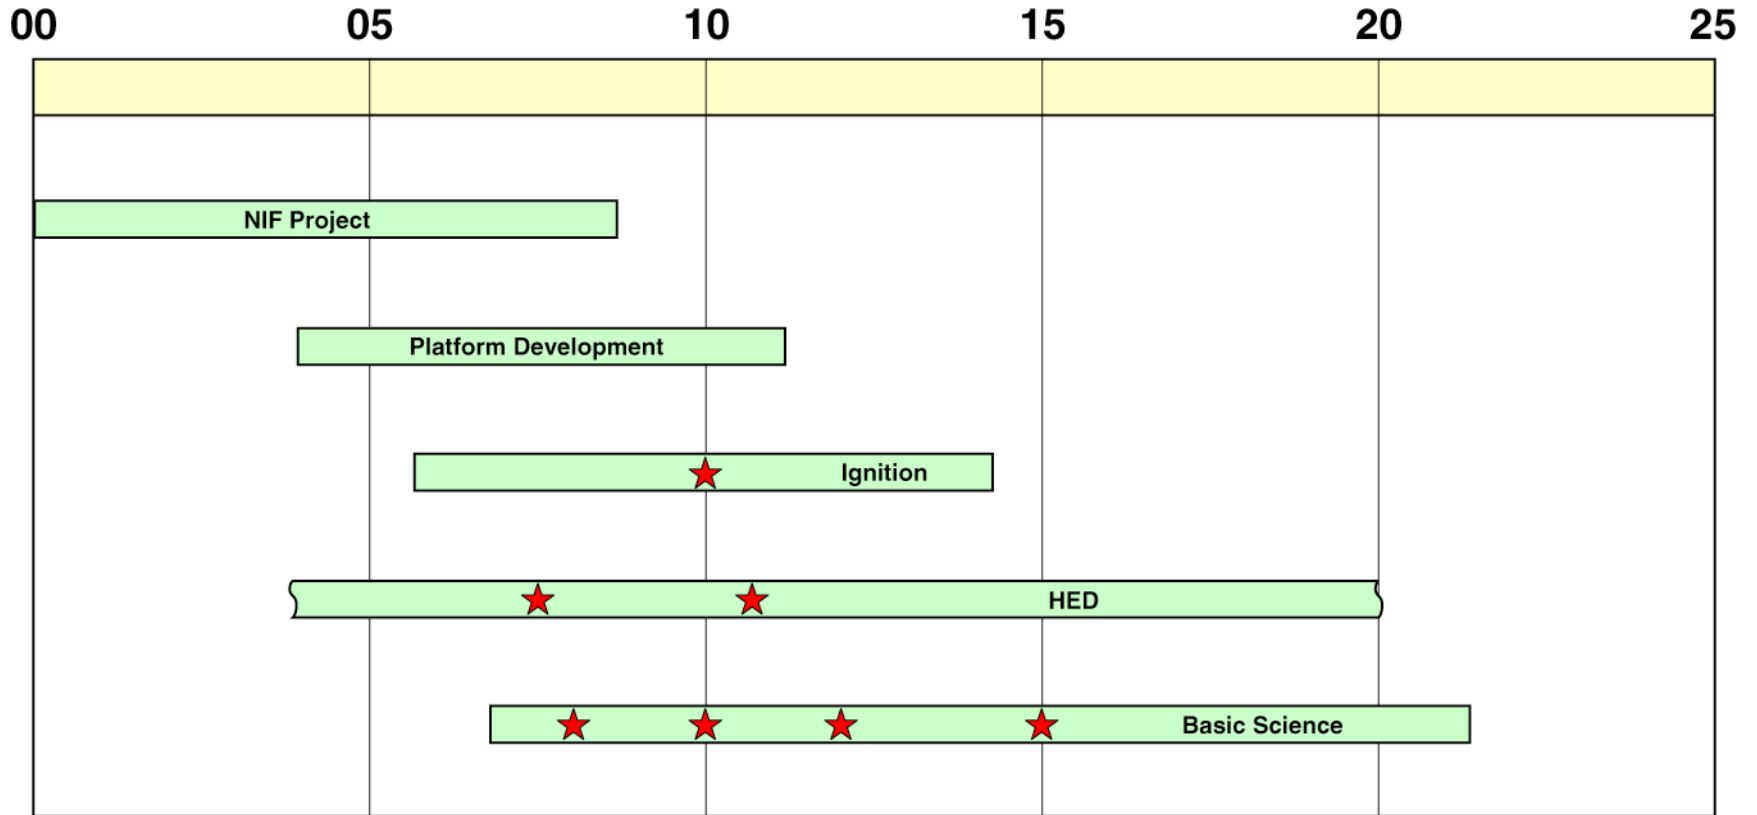 00 05 10 15 20 25
NIF Project
Platform Development
Ignition
HED
Basic Science